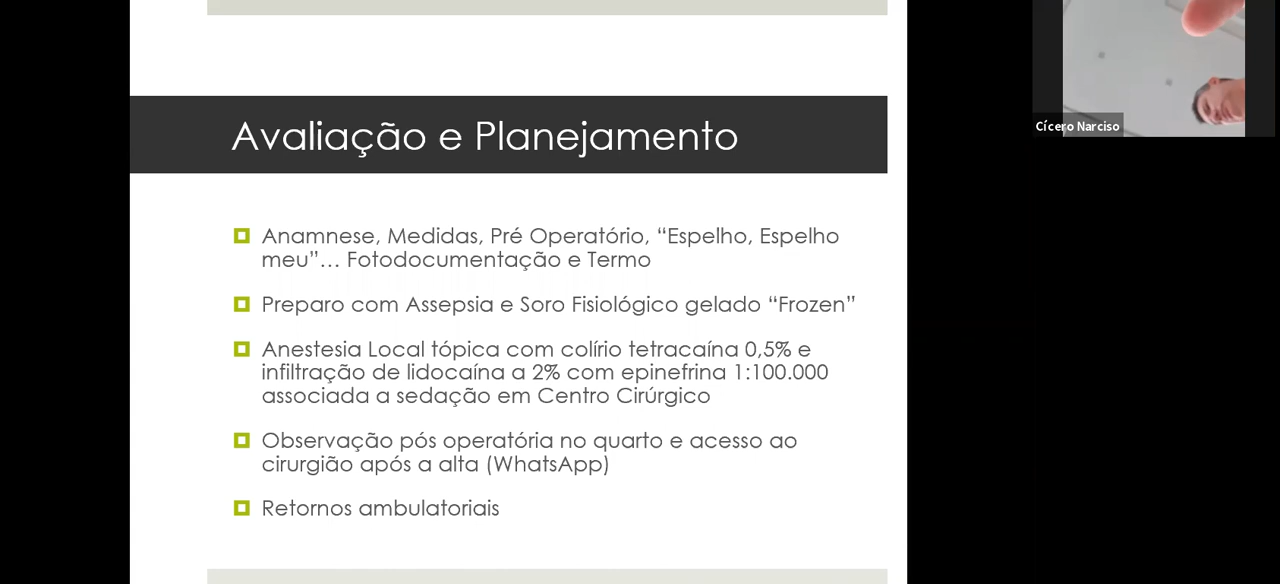 Avaliação e Planejamento
Anamnese, Medidas, Pré Operatório, “Espelho, Espelho
meu”… Fotodocumentação e Termo
Preparo com Assepsia e Soro Fisiológico gelado “Frozen”
Anestesia Local tópica com colírio tetracaína 0,5% e
infiltração de lidocaína a 2% com epinefrina 1:100.000
associada a sedação em Centro Cirúrgico
Observação pós operatória no quarto e acesso ao
cirurgião após a alta (WhatsApp)
Retornos ambulatoriais
Cícero Narciso